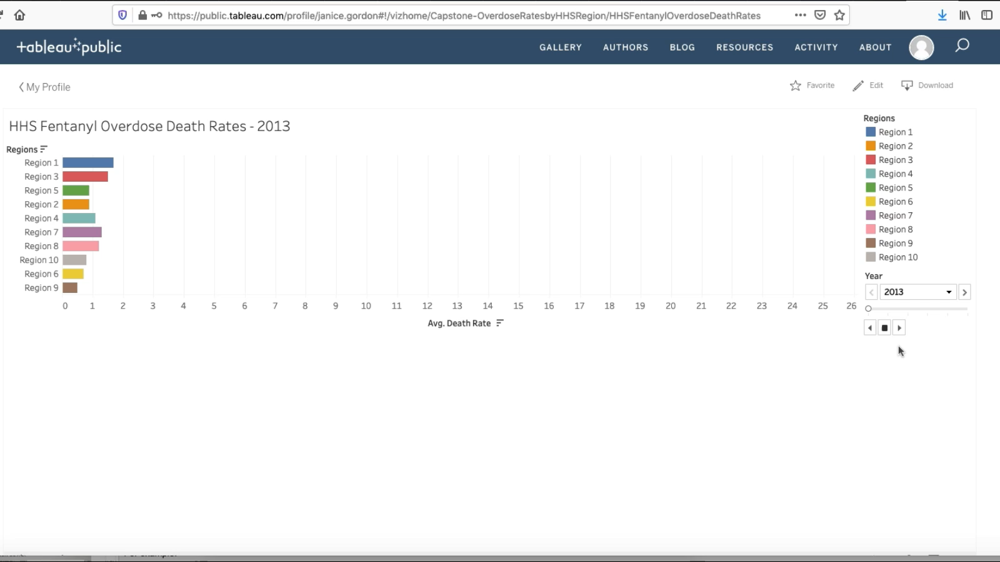 https://public.tableau.com/profile/janice.gordon#!/vizhome/Capstone-OverdoseRatesbyHHSRegion/HHSFentanylOverdoseDeathRates
tableau public
GALLERY AUTHORS BLOG RESOURCES ACTIVITY ABOUT
My Profile
Favorite Edit Download
HHS Fentanyl Overdose Death Rates - 2013
Regions
Region 1
Region 3
Region 5
Region 2
Region 4
Region 7
Region 8
Region 10
Region 6
Region 9
0 1 2 3 4 5 6 7 8 9 10 11 12 13 14 15 16 17 18 19 20 21 22 23 24 25 26
Avg. Death Rate
Regions
Region 1
Region 2
Region 3
Region 4
Region 5
Region 6
Region 7
Region 8
Region 9
Region 10
Year
2013